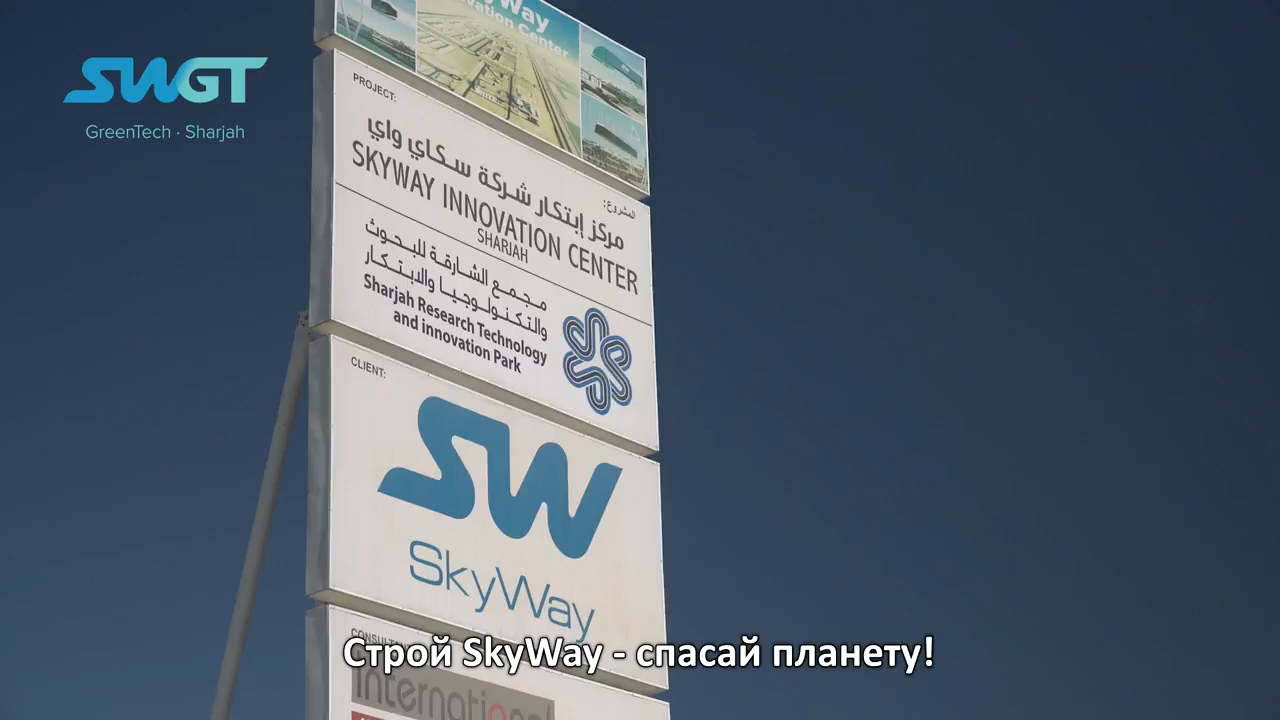 SWGT
GreenTech · Sharjah
PROJECT:
المشروع:
مركز إبتكار شركة سكاي واي
SKYWAY INNOVATION CENTER
SHARJAH
مجمع الشارقة للبحوث
والتكنولوجيا والابتكار
Sharjah Research Technology
and innovation Park
CLIENT:
SW
SkyWay
Строй SkyWay - спасай планету!
International